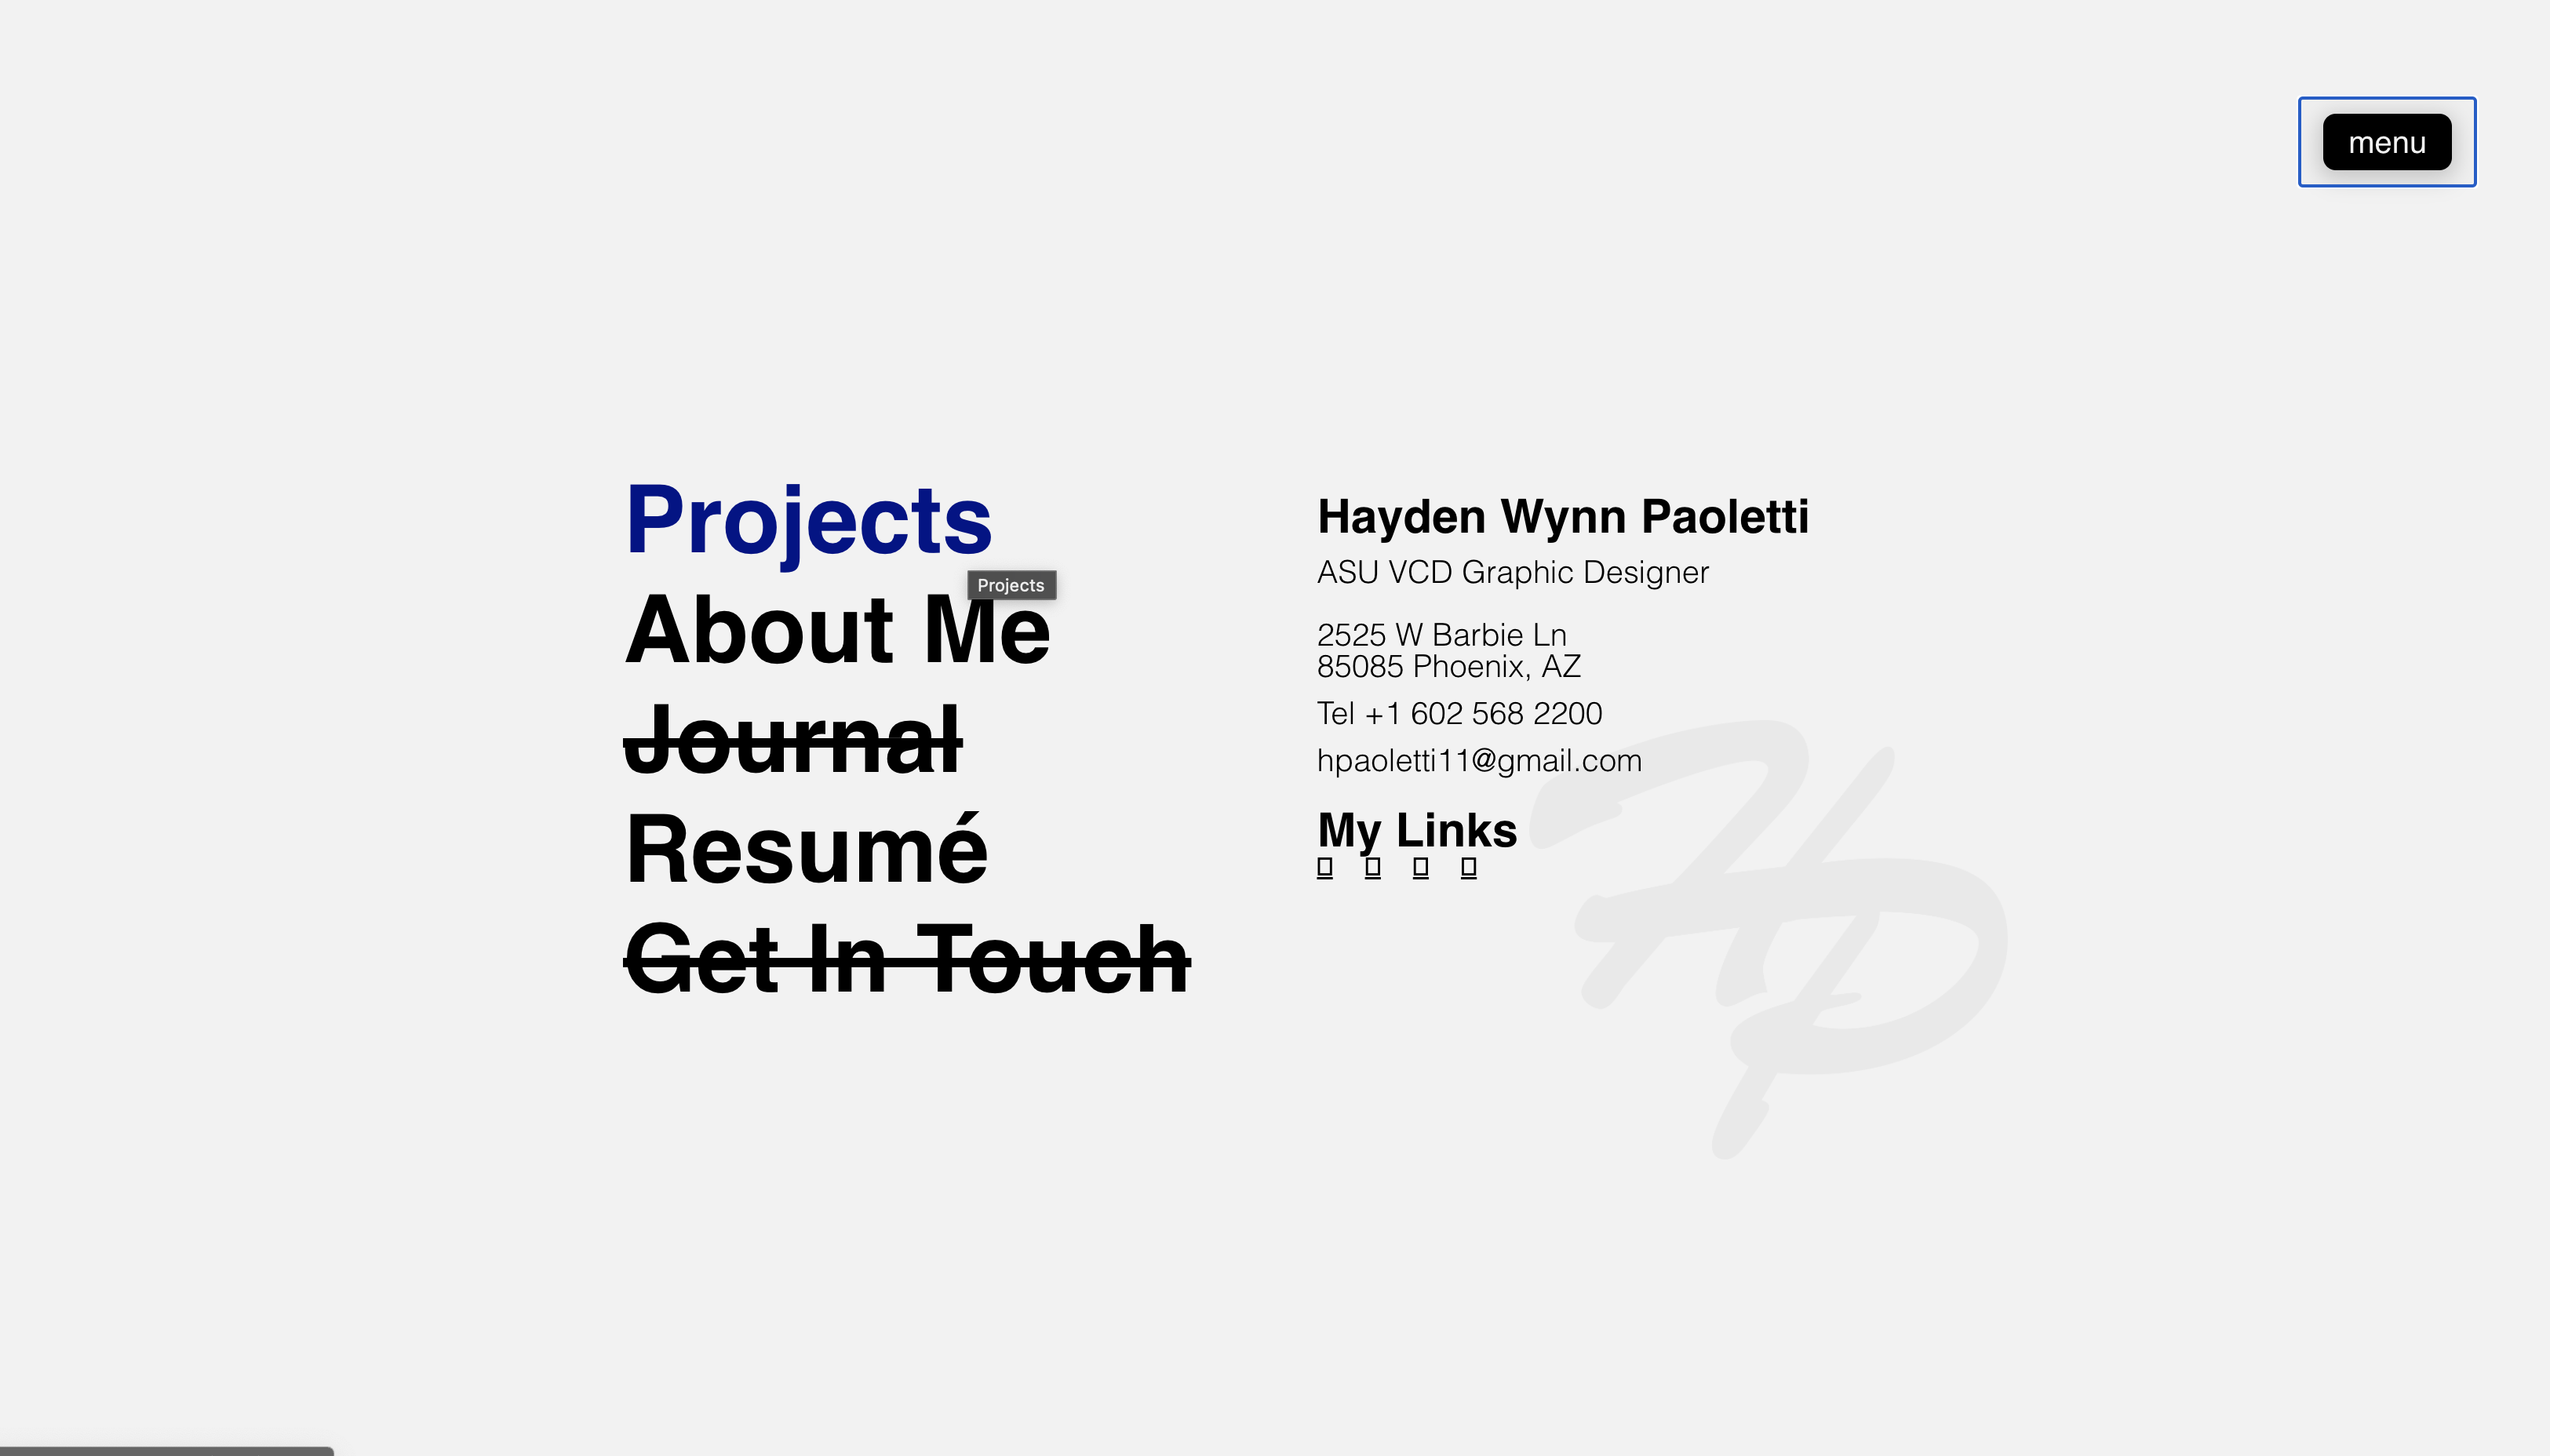 menu
Projects
Projects
About Me
Journal
Resumé
Get In Touch
Hayden Wynn Paoletti
ASU VCD Graphic Designer
2525 W Barbie Ln
85085 Phoenix, AZ
Tel +1 602 568 2200
hpaoletti11@gmail.com
My Links
HP